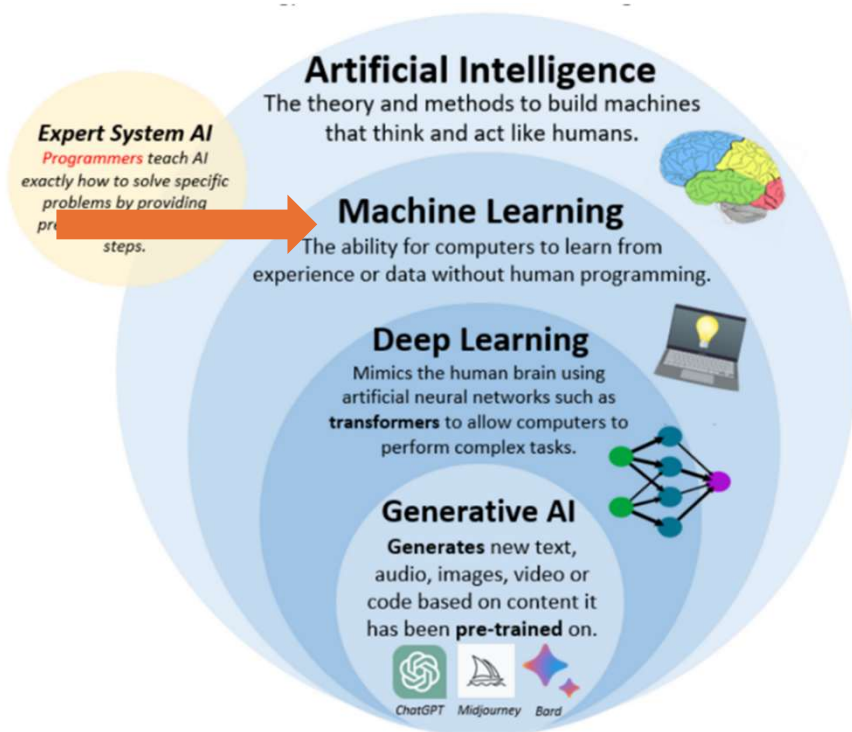 Artificial Intelligence
The theory and methods to build machines
that think and act like humans.
Expert System AI
Programmers teach AI
exactly how to solve specific
problems by providing
steps.
Machine Learning
The ability for computers to learn from
experience or data without human programming.
Deep Learning
Mimics the human brain using
artificial neural networks such as
transformers to allow computers to
perform complex tasks.
Generative AI
Generates new text,
audio, images, video or
code based on content it
has been pre-trained on.
ChatGPT Midjourney Bard